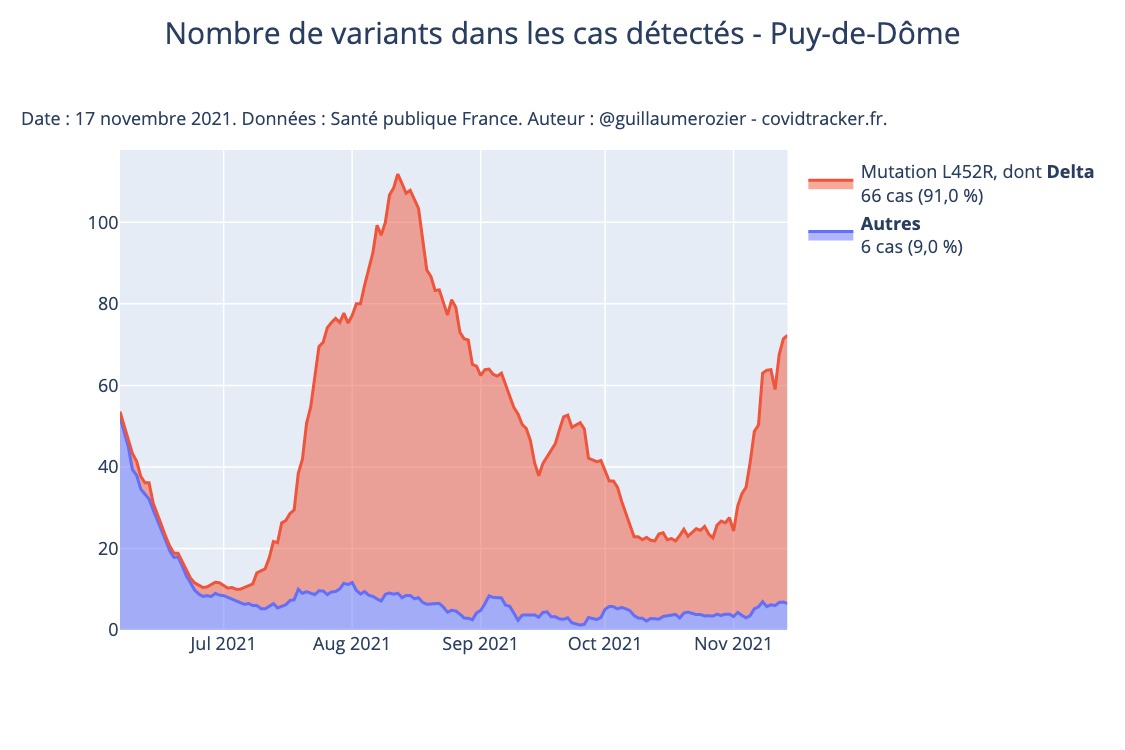 Nombre de variants dans les cas détectés - Puy-de-Dôme
Date : 17 novembre 2021. Données : Santé publique France. Auteur : @guillaumerozier - covidtracker.fr.
Mutation L452R, dont Delta
66 cas (91,0 %)
Autres
6 cas (9,0 %)
100
80
60
40
20
0
Jul 2021
Aug 2021
Sep 2021
Oct 2021
Nov 2021